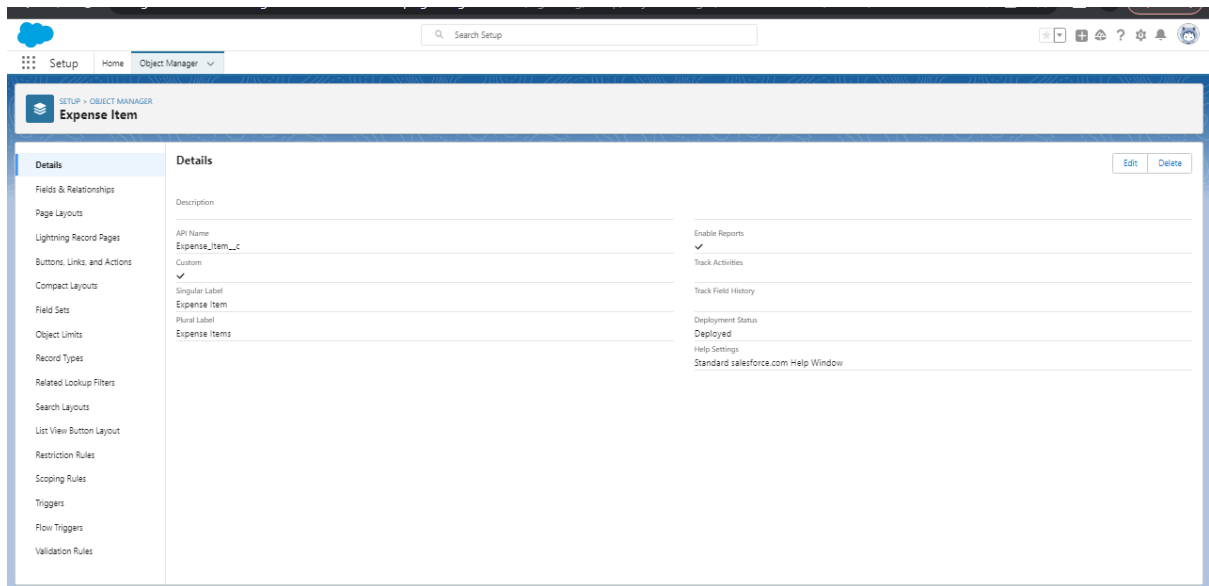 Search Setup
Setup
Home
Object Manager
SETUP > OBJECT MANAGER
Expense Item
Details
Fields & Relationships
Page Layouts
Lightning Record Pages
Buttons, Links, and Actions
Compact Layouts
Field Sets
Object Limits
Record Types
Related Lookup Filters
Search Layouts
List View Button Layout
Restriction Rules
Scoping Rules
Triggers
Flow Triggers
Validation Rules
Details
Edit
Delete
Description
API Name
Expense_Item__c
Custom
Singular Label
Expense Item
Plural Label
Expense Items
Enable Reports
Track Activities
Track Field History
Deployment Status
Deployed
Help Settings
Standard salesforce.com Help Window